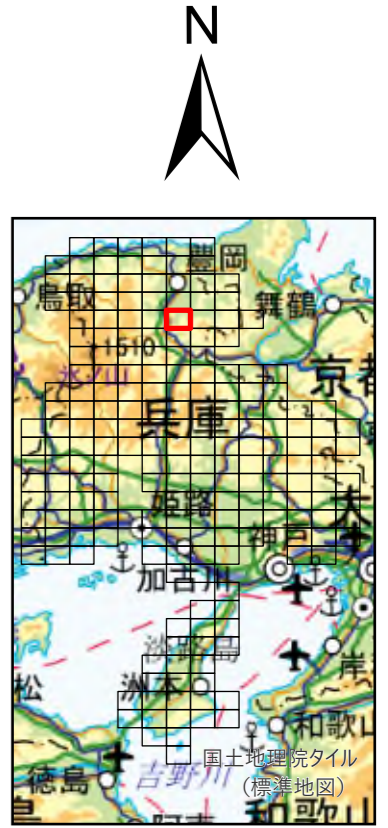 N
豊岡
鳥取
舞鶴
1510
氷ノ山
京都
兵庫
姫路
神戸
大
加古川
淡路島
洲本
岸
松
和歌山
国土地理院タイル
(標準地図)
徳島
吉野川
和歌山